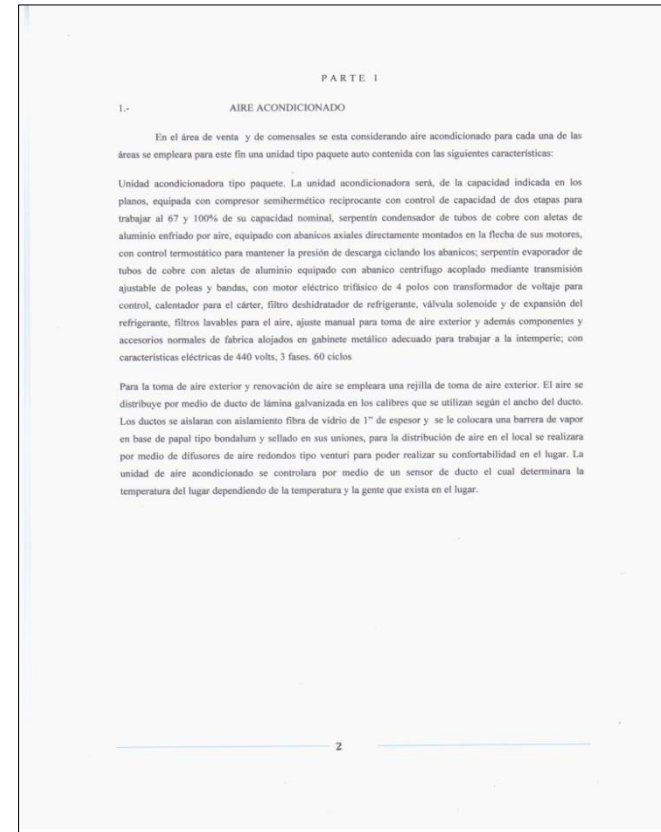 PARTE 1
1.- AIRE ACONDICIONADO
En el área de venta y de comensales se esta considerando aire acondicionado para cada una de las
áreas se empleara para este fin una unidad tipo paquete auto contenida con las siguientes características:
Unidad acondicionadora tipo paquete. La unidad acondicionadora será, de la capacidad indicada en los
planos, equipada con compresor semihermético reciprocante con control de capacidad de dos etapas para
trabajar al 67 y 100% de su capacidad nominal, serpentín condensador de tubos de cobre con aletas de
aluminio enfriado por aire, equipado con abanicos axiales directamente montados en la flecha de sus motores,
con control termostático para mantener la presión de descarga ciclando los abanicos; serpentín evaporador de
tubos de cobre con aletas de aluminio equipado con abanico centrifugo acoplado mediante transmisión
ajustable de poleas y bandas, con motor eléctrico trifásico de 4 polos con transformador de voltaje para
control, calentador para el cárter, filtro deshidratador de refrigerante, válvula solenoide y de expansión del
refrigerante, filtros lavables para el aire, ajuste manual para toma de aire exterior y además componentes y
accesorios normales de fabrica alojados en gabinete metálico adecuado para trabajar a la intemperie; con
características eléctricas de 440 volts, 3 fases. 60 ciclos
Para la toma de aire exterior y renovación de aire se empleara una rejilla de toma de aire exterior. El aire se
distribuye por medio de ducto de lámina galvanizada en los calibres que se utilizan según el ancho del ducto.
Los ductos se aislaran con aislamiento fibra de vidrio de 1" de espesor y se le colocara una barrera de vapor
en base de papal tipo bondalum y sellado en sus uniones, para la distribución de aire en el local se realizara
por medio de difusores de aire redondos tipo venturi para poder realizar su confortabilidad en el lugar. La
unidad de aire acondicionado se controlara por medio de un sensor de ducto el cual determinara la
temperatura del lugar dependiendo de la temperatura y la gente que exista en el lugar.
2